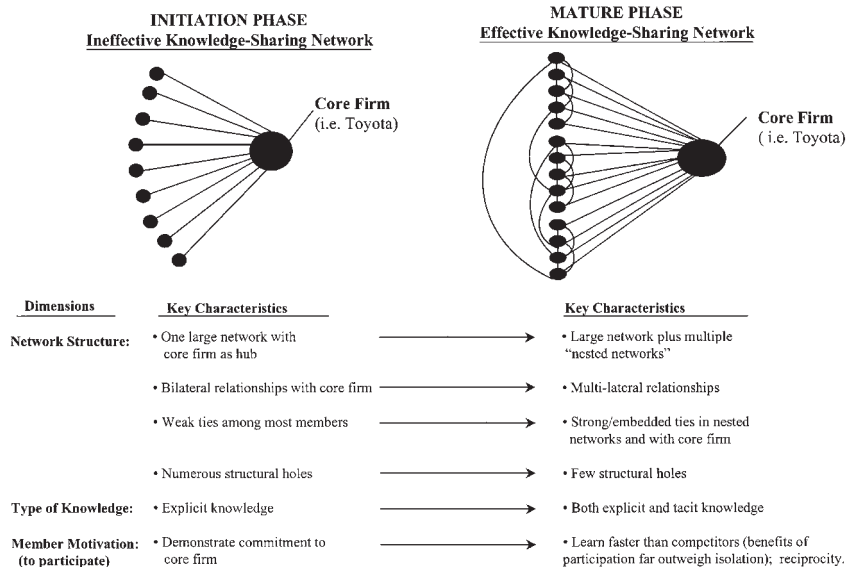 INITIATION PHASE
Ineffective Knowledge-Sharing Network
MATURE PHASE
Effective Knowledge-Sharing Network
Core Firm
(i.e. Toyota)
Core Firm
( i.e. Toyota)
Dimensions
Key Characteristics
Key Characteristics
Network Structure:
• One large network with
core firm as hub
• Large network plus multiple
“nested networks”
• Bilateral relationships with core firm
• Multi-lateral relationships
• Weak ties among most members
• Strong/embedded ties in nested
networks and with core firm
• Numerous structural holes
• Few structural holes
Type of Knowledge:
• Explicit knowledge
• Both explicit and tacit knowledge
Member Motivation:
(to participate)
• Demonstrate commitment to
core firm
• Learn faster than competitors (benefits of
participation far outweigh isolation); reciprocity.